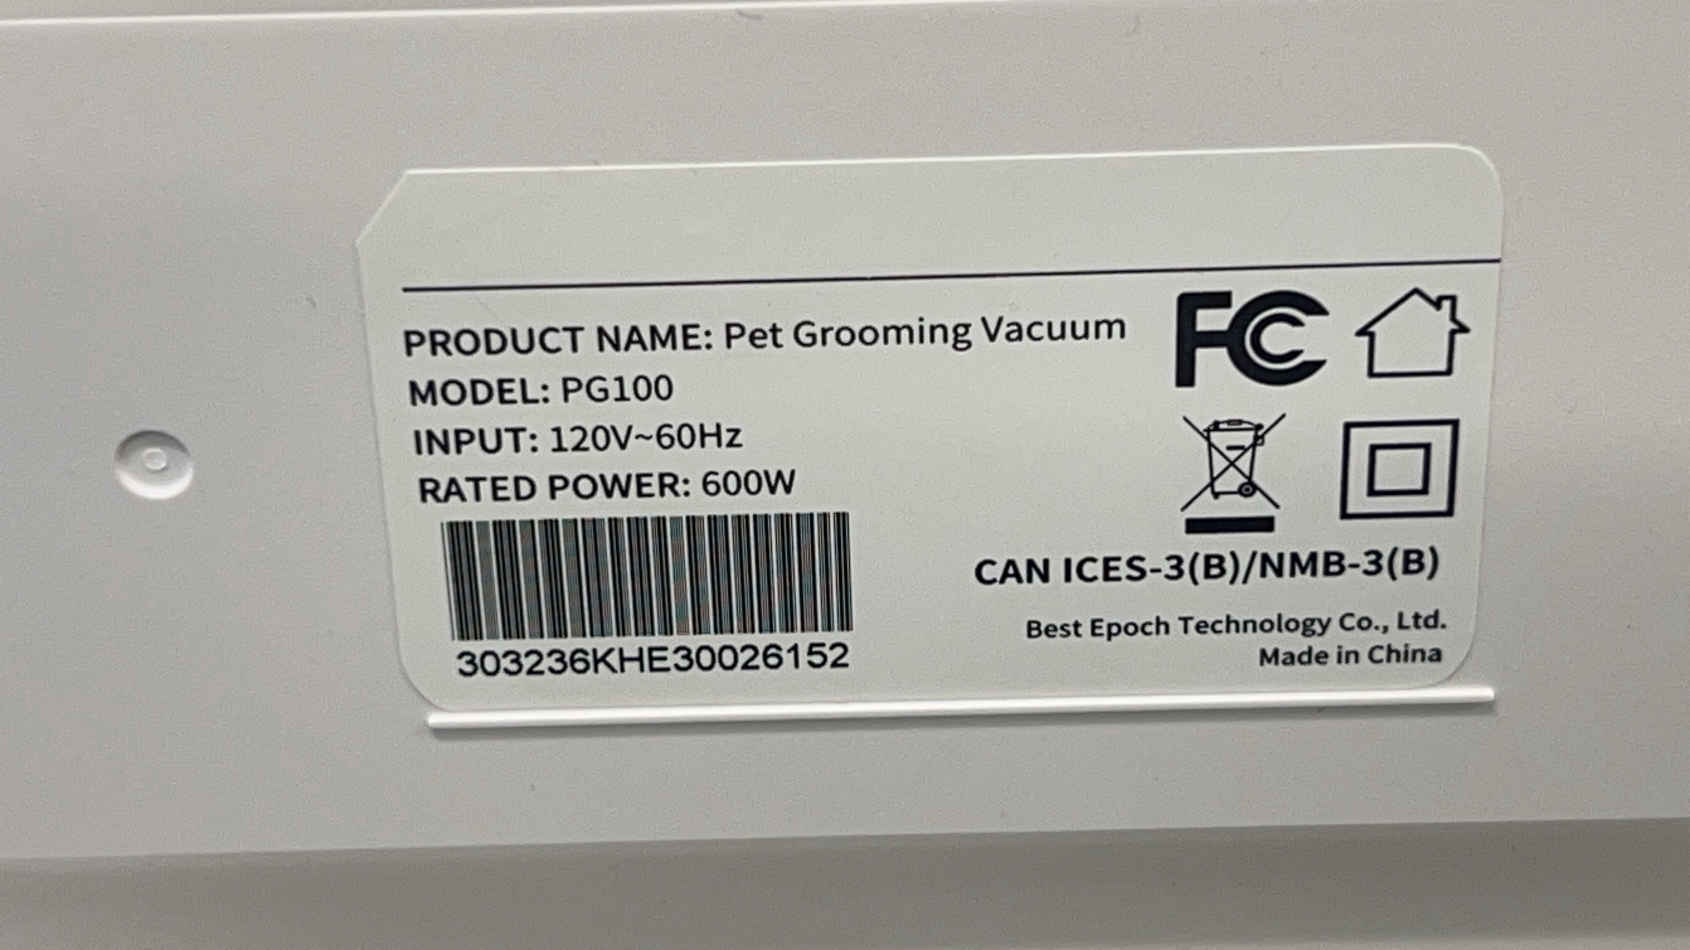 PRODUCT NAME: Pet Grooming Vacuum
MODEL: PG100
INPUT: 120V~60Hz
RATED POWER: 600W
303236KHE30026152
FC
CAN ICES-3(B)/NMB-3(B)
Best Epoch Technology Co., Ltd.
Made in China